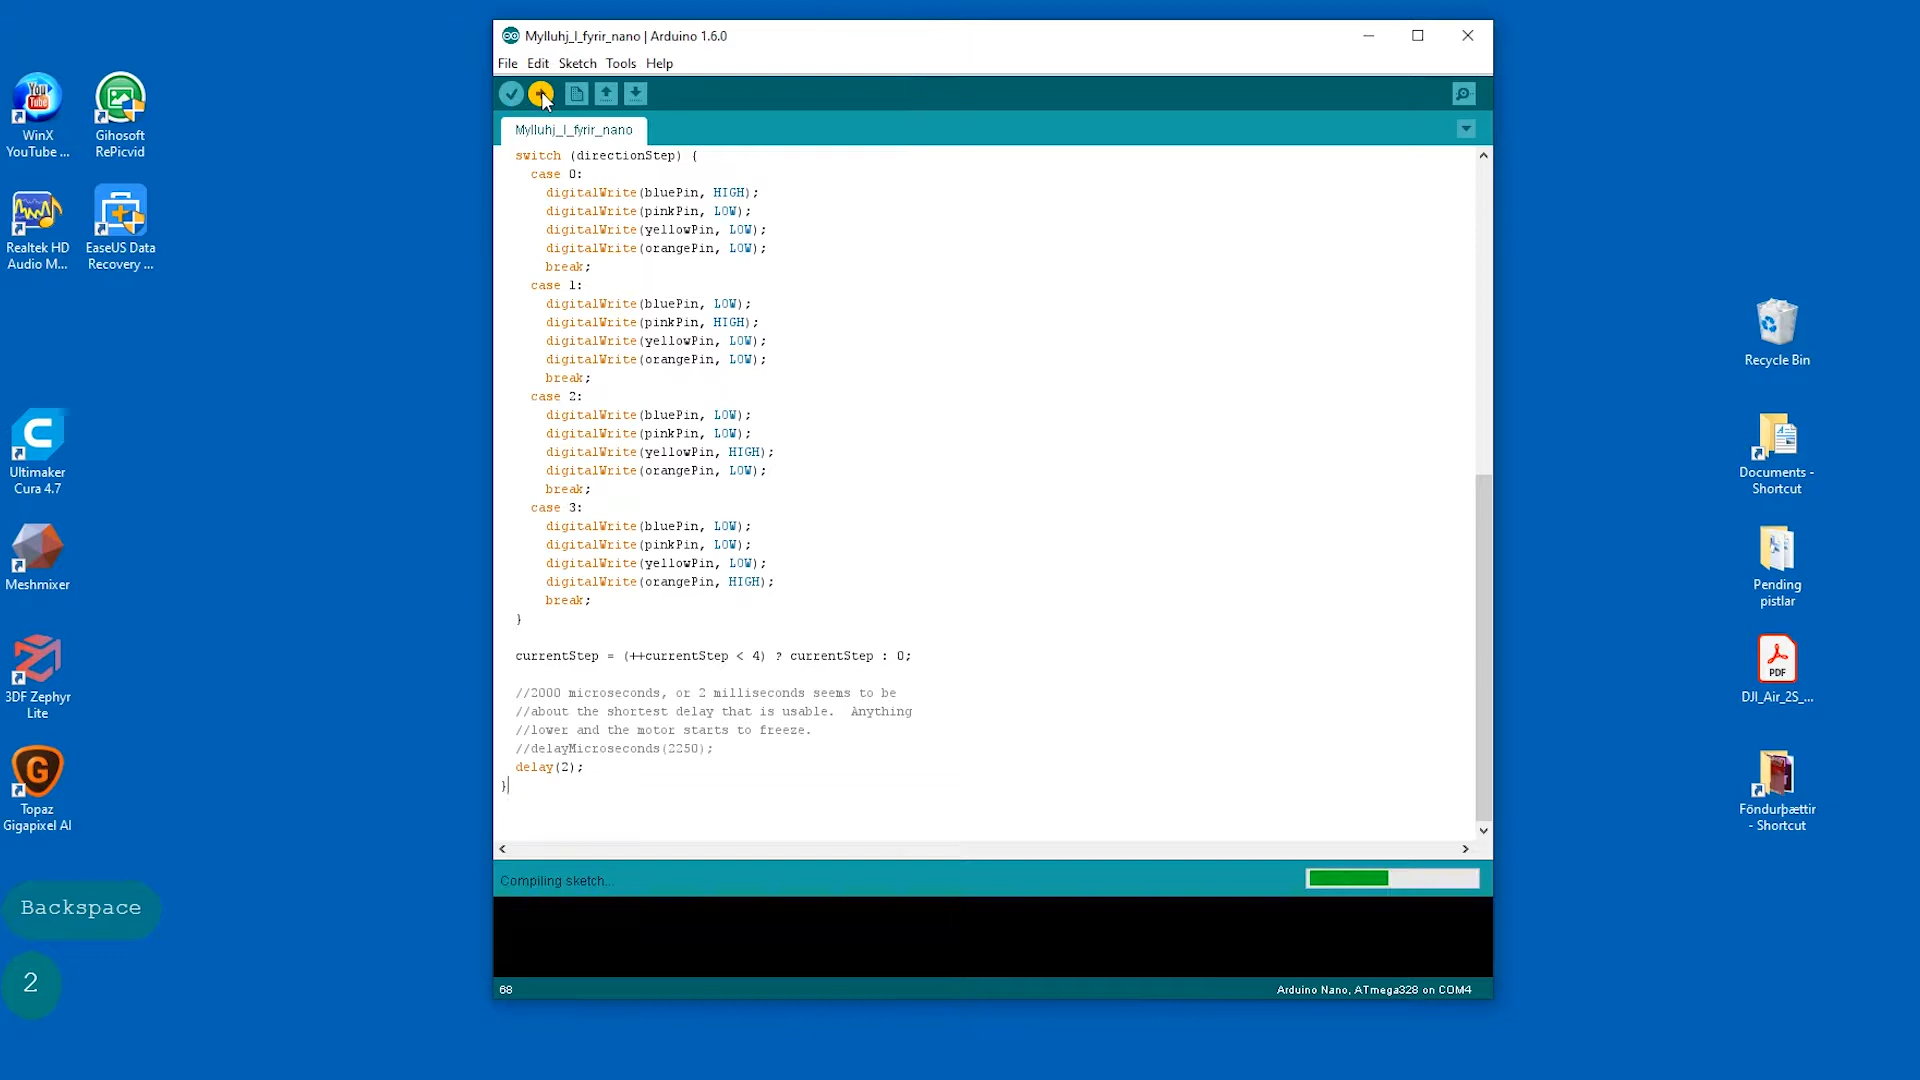 Mylluhj_l_fyrir_nano | Arduino 1.6.0
File Edit Sketch Tools Help
Mylluhj_l_fyrir_nano
switch (directionStep) {
case 0:
digitalWrite(bluePin, HIGH);
digitalWrite(pinkPin, LOW);
digitalWrite(yellowPin, LOW);
digitalWrite(orangePin, LOW);
break;
case 1:
digitalWrite(bluePin, LOW);
digitalWrite(pinkPin, HIGH);
digitalWrite(yellowPin, LOW);
digitalWrite(orangePin, LOW);
break;
case 2:
digitalWrite(bluePin, LOW);
digitalWrite(pinkPin, LOW);
digitalWrite(yellowPin, HIGH);
digitalWrite(orangePin, LOW);
break;
case 3:
digitalWrite(bluePin, LOW);
digitalWrite(pinkPin, LOW);
digitalWrite(yellowPin, LOW);
digitalWrite(orangePin, HIGH);
break;
}
currentStep = (++currentStep < 4) ? currentStep : 0;
//2000 microseconds, or 2 milliseconds seems to be
//about the shortest delay that is usable.  Anything
//lower and the motor starts to freeze.
//delayMicroseconds(2250);
delay(2);
}
Compiling sketch...
68
Arduino Nano, ATmega328 on COM4
You
Tube
WinX
YouTube ...
Gihosoft
RePicvid
Realtek HD
Audio M...
EaseUS Data
Recovery ...
Ultimaker
Cura 4.7
Meshmixer
3DF Zephyr
Lite
Topaz
Gigapixel AI
Backspace
2
Recycle Bin
Documents -
Shortcut
Pending
pistlar
PDF
DJI_Air_2S_...
Föndurþættir
- Shortcut